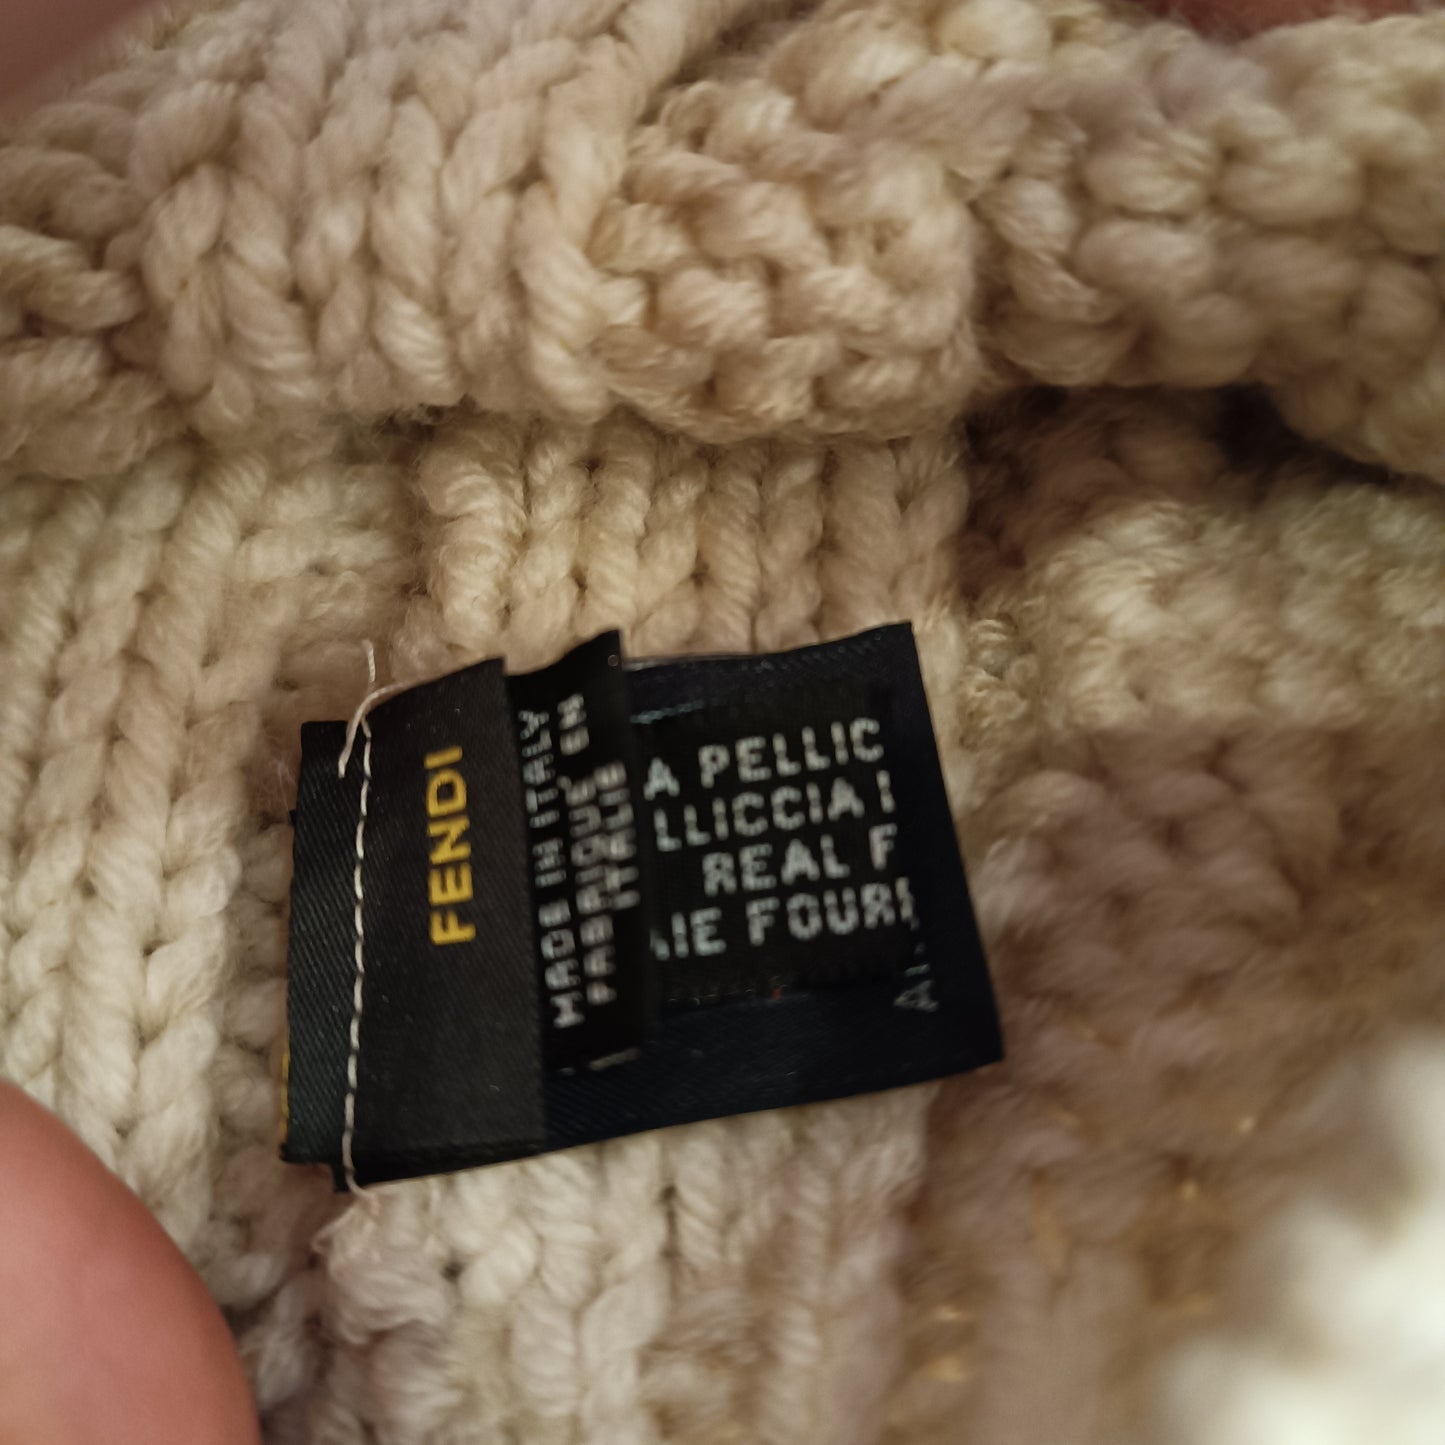 FENDI
MADE IN ITALY
FABRIQUÉ EN
ITALIE
A PELLIC
LLICCIA I
REAL F
AIE FOUR